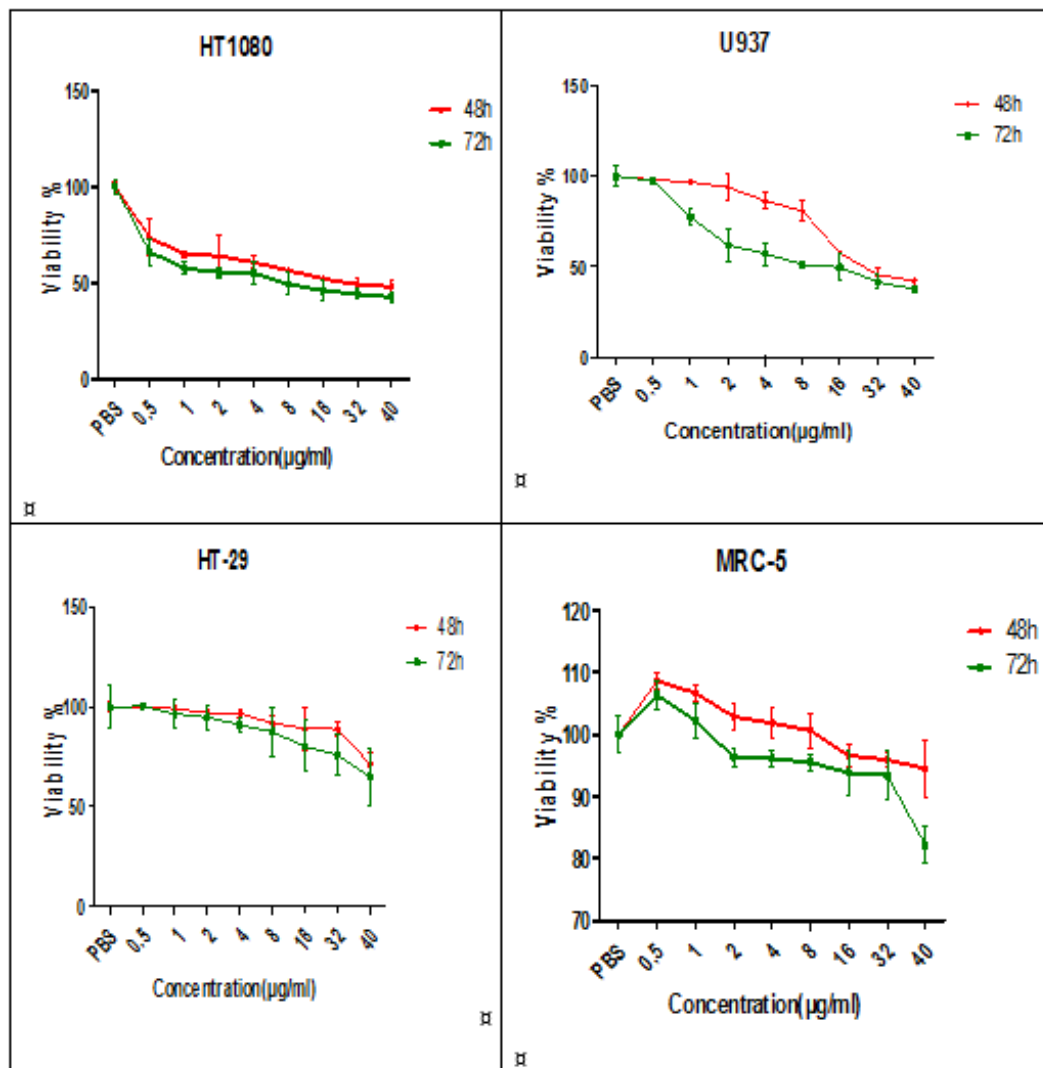 HT1080
150
100
50
0
Viability %
48h
72h
PBS 0.5 1 2 4 8 16 32 40
Concentration(µg/ml)
¤
U937
150
100
50
0
Viability %
48h
72h
PBS 0.5 1 2 4 8 16 32 40
Concentration(µg/ml)
¤
HT-29
150
100
50
0
Viability %
48h
72h
PBS 0.5 1 2 4 8 16 32 40
Concentration(µg/ml)
¤
MRC-5
120
110
100
90
80
70
Viability %
48h
72h
PBS 0.5 1 2 4 8 16 32 40
Concentration(µg/ml)
¤